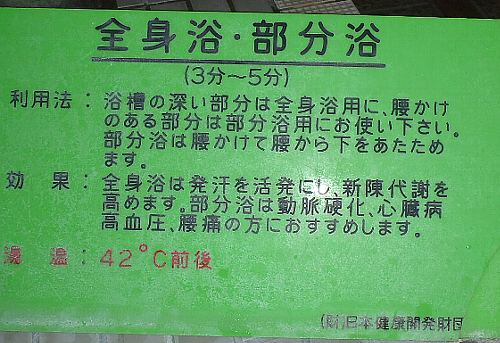 全身浴・部分浴
(3分～5分)
利用法：浴槽の深い部分は全身浴用に、腰かけ
のある部分は部分浴用にお使い下さい。
部分浴は腰かけて腰から下をあたため
ます。
効果：全身浴は発汗を活発にし、新陳代謝を
高めます。部分浴は動脈硬化、心臓病
高血圧、腰痛の方におすすめします。
湯温：42°C前後
(財)日本健康開発財団